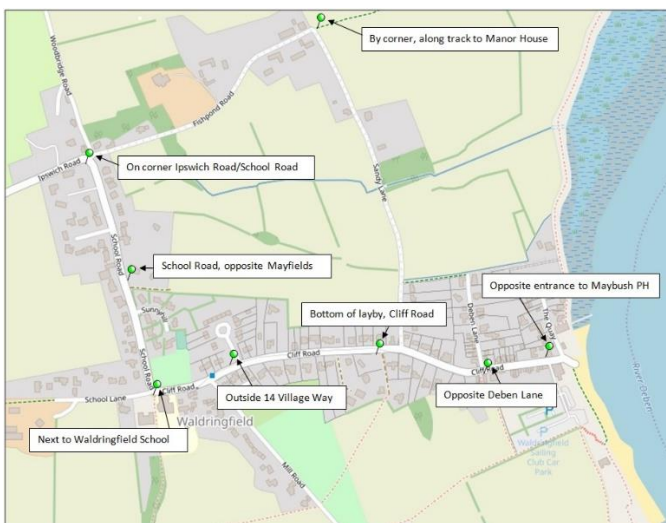 By corner, along track to Manor House
Woodbridge Road
Fishpond Road
Ipswich Road
On corner Ipswich Road/School Road
Sandy Lane
School Road
School Road, opposite Mayfields
Opposite entrance to Maybush PH
Bottom of layby, Cliff Road
Deben Lane
The Quay
School Road
Cliff Road
Cliff Road
School Lane
Cliff Road
Outside 14 Village Way
Opposite Deben Lane
River Deben
Next to Waldringfield School
Waldringfield
P
P
Waldringfield
Sailing
Club Car
Park
Mill Road